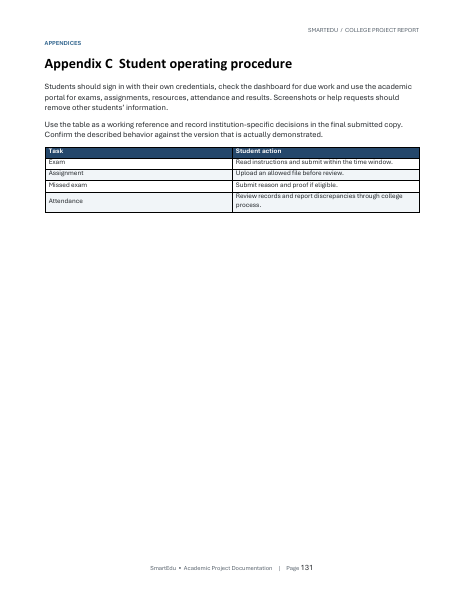 SMARTEDU / COLLEGE PROJECT REPORT
APPENDICES
Appendix C  Student operating procedure
Students should sign in with their own credentials, check the dashboard for due work and use the academic
portal for exams, assignments, resources, attendance and results. Screenshots or help requests should
remove other students' information.
Use the table as a working reference and record institution-specific decisions in the final submitted copy.
Confirm the described behavior against the version that is actually demonstrated.
Task Student action
Exam Read instructions and submit within the time window.
Assignment Upload an allowed file before review.
Missed exam Submit reason and proof if eligible.
Attendance Review records and report discrepancies through college
process.
SmartEdu • Academic Project Documentation | Page 131